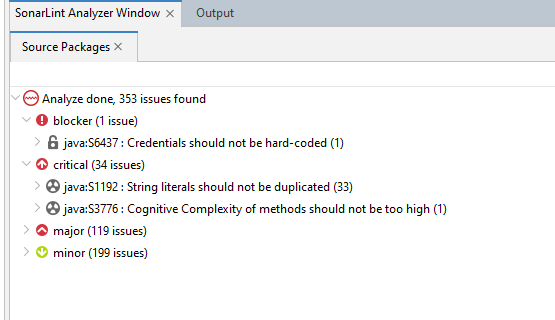 SonarLint Analyzer Window × Output
Source Packages ×
Analyze done, 353 issues found
blocker (1 issue)
java:S6437 : Credentials should not be hard-coded (1)
critical (34 issues)
java:S1192 : String literals should not be duplicated (33)
java:S3776 : Cognitive Complexity of methods should not be too high (1)
major (119 issues)
minor (199 issues)